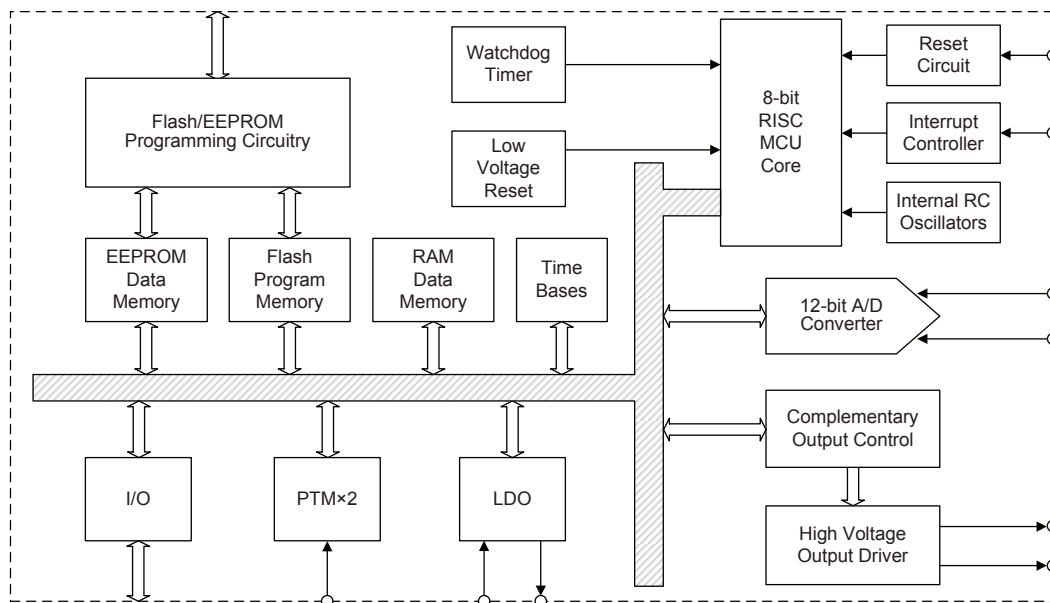 Watchdog
Timer
Reset
Circuit
Flash/EEPROM
Programming Circuitry
8-bit
RISC
MCU
Core
Low
Voltage
Reset
Interrupt
Controller
Internal RC
Oscillators
EEPROM
Data
Memory
Flash
Program
Memory
RAM
Data
Memory
Time
Bases
12-bit A/D
Converter
Complementary
Output Control
I/O
PTM×2
LDO
High Voltage
Output Driver